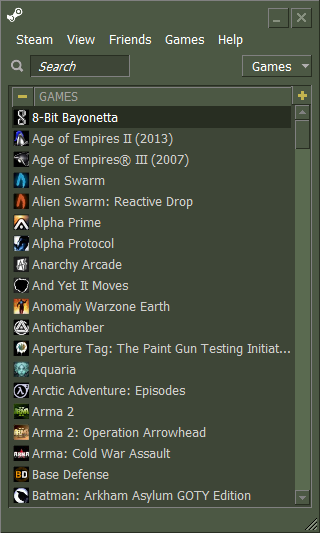 Steam View Friends Games Help
Search Games
GAMES
8-Bit Bayonetta
Age of Empires II (2013)
Age of Empires® III (2007)
Alien Swarm
Alien Swarm: Reactive Drop
Alpha Prime
Alpha Protocol
Anarchy Arcade
And Yet It Moves
Anomaly Warzone Earth
Antichamber
Aperture Tag: The Paint Gun Testing Initiat...
Aquaria
Arctic Adventure: Episodes
Arma 2
Arma 2: Operation Arrowhead
Arma: Cold War Assault
Base Defense
Batman: Arkham Asylum GOTY Edition